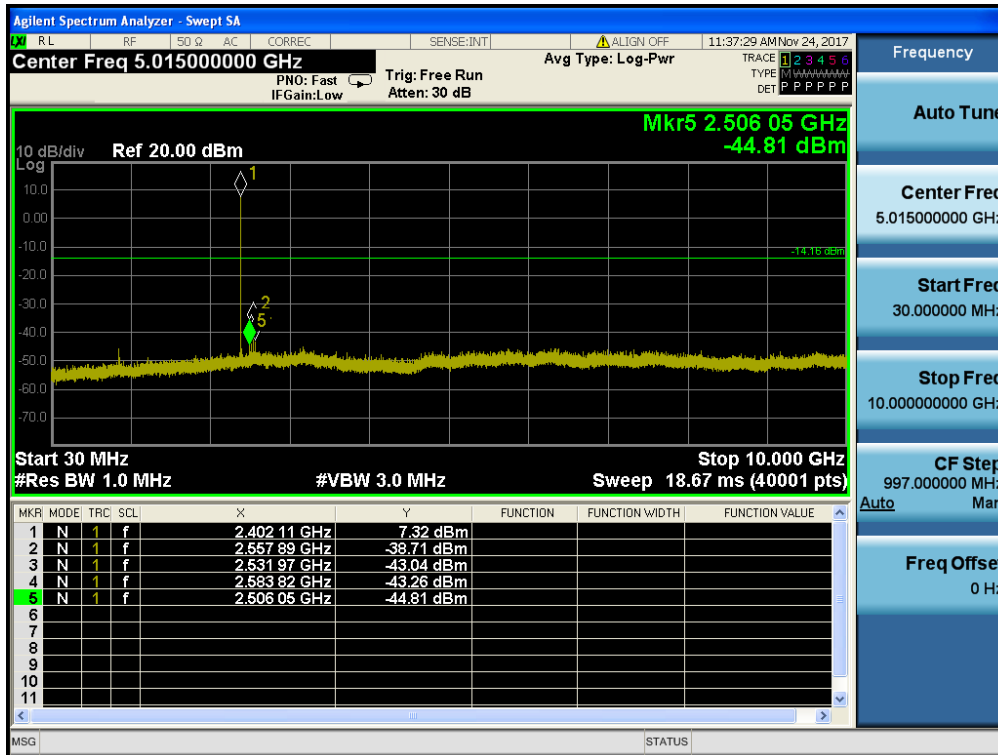 Agilent Spectrum Analyzer - Swept SA
LXI RL RF 50 Ω AC CORREC SENSE:INT ALIGN OFF 11:37:29 AM Nov 24, 2017
Center Freq 5.015000000 GHz
PNO: Fast
IFGain:Low
Trig: Free Run
Atten: 30 dB
Avg Type: Log-Pwr
TRACE 1 2 3 4 5 6
TYPE M WWWWW
DET P P P P P P
Mkr5 2.506 05 GHz
-44.81 dBm
10 dB/div Ref 20.00 dBm
Log
10.0
0.00
-10.0
-20.0
-30.0
-40.0
-50.0
-60.0
-70.0
1
2
5
-14.16 dBm
Start 30 MHz Stop 10.000 GHz
#Res BW 1.0 MHz #VBW 3.0 MHz Sweep 18.67 ms (40001 pts)
MKR MODE TRC SCL X Y FUNCTION FUNCTION WIDTH FUNCTION VALUE
1 N 1 f 2.402 11 GHz 7.32 dBm
2 N 1 f 2.557 89 GHz -38.71 dBm
3 N 1 f 2.531 97 GHz -43.04 dBm
4 N 1 f 2.583 82 GHz -43.26 dBm
5 N 1 f 2.506 05 GHz -44.81 dBm
6
7
8
9
10
11
MSG STATUS
Frequency
Auto Tune
Center Freq
5.015000000 GHz
Start Freq
30.000000 MHz
Stop Freq
10.000000000 GHz
CF Step
997.000000 MHz
Auto Man
Freq Offset
0 Hz